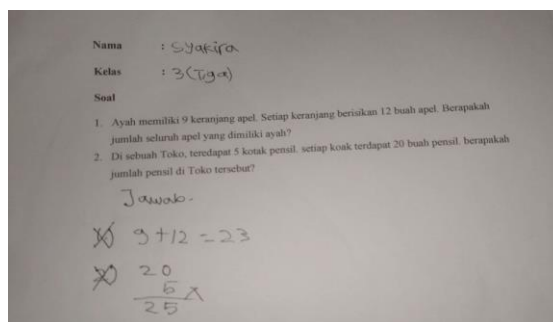 Nama : Syakira
Kelas : 3 (Tiga)
Soal
1. Ayah memiliki 9 keranjang apel. Setiap keranjang berisikan 12 buah apel. Berapakah
jumlah seluruh apel yang dimiliki ayah?
2. Di sebuah Toko, teredapat 5 kotak pensil. setiap koak terdapat 20 buah pensil. berapakah
jumlah pensil di Toko tersebut?
Jawab.
1) 9 + 12 = 23
2) 20
5 x
25